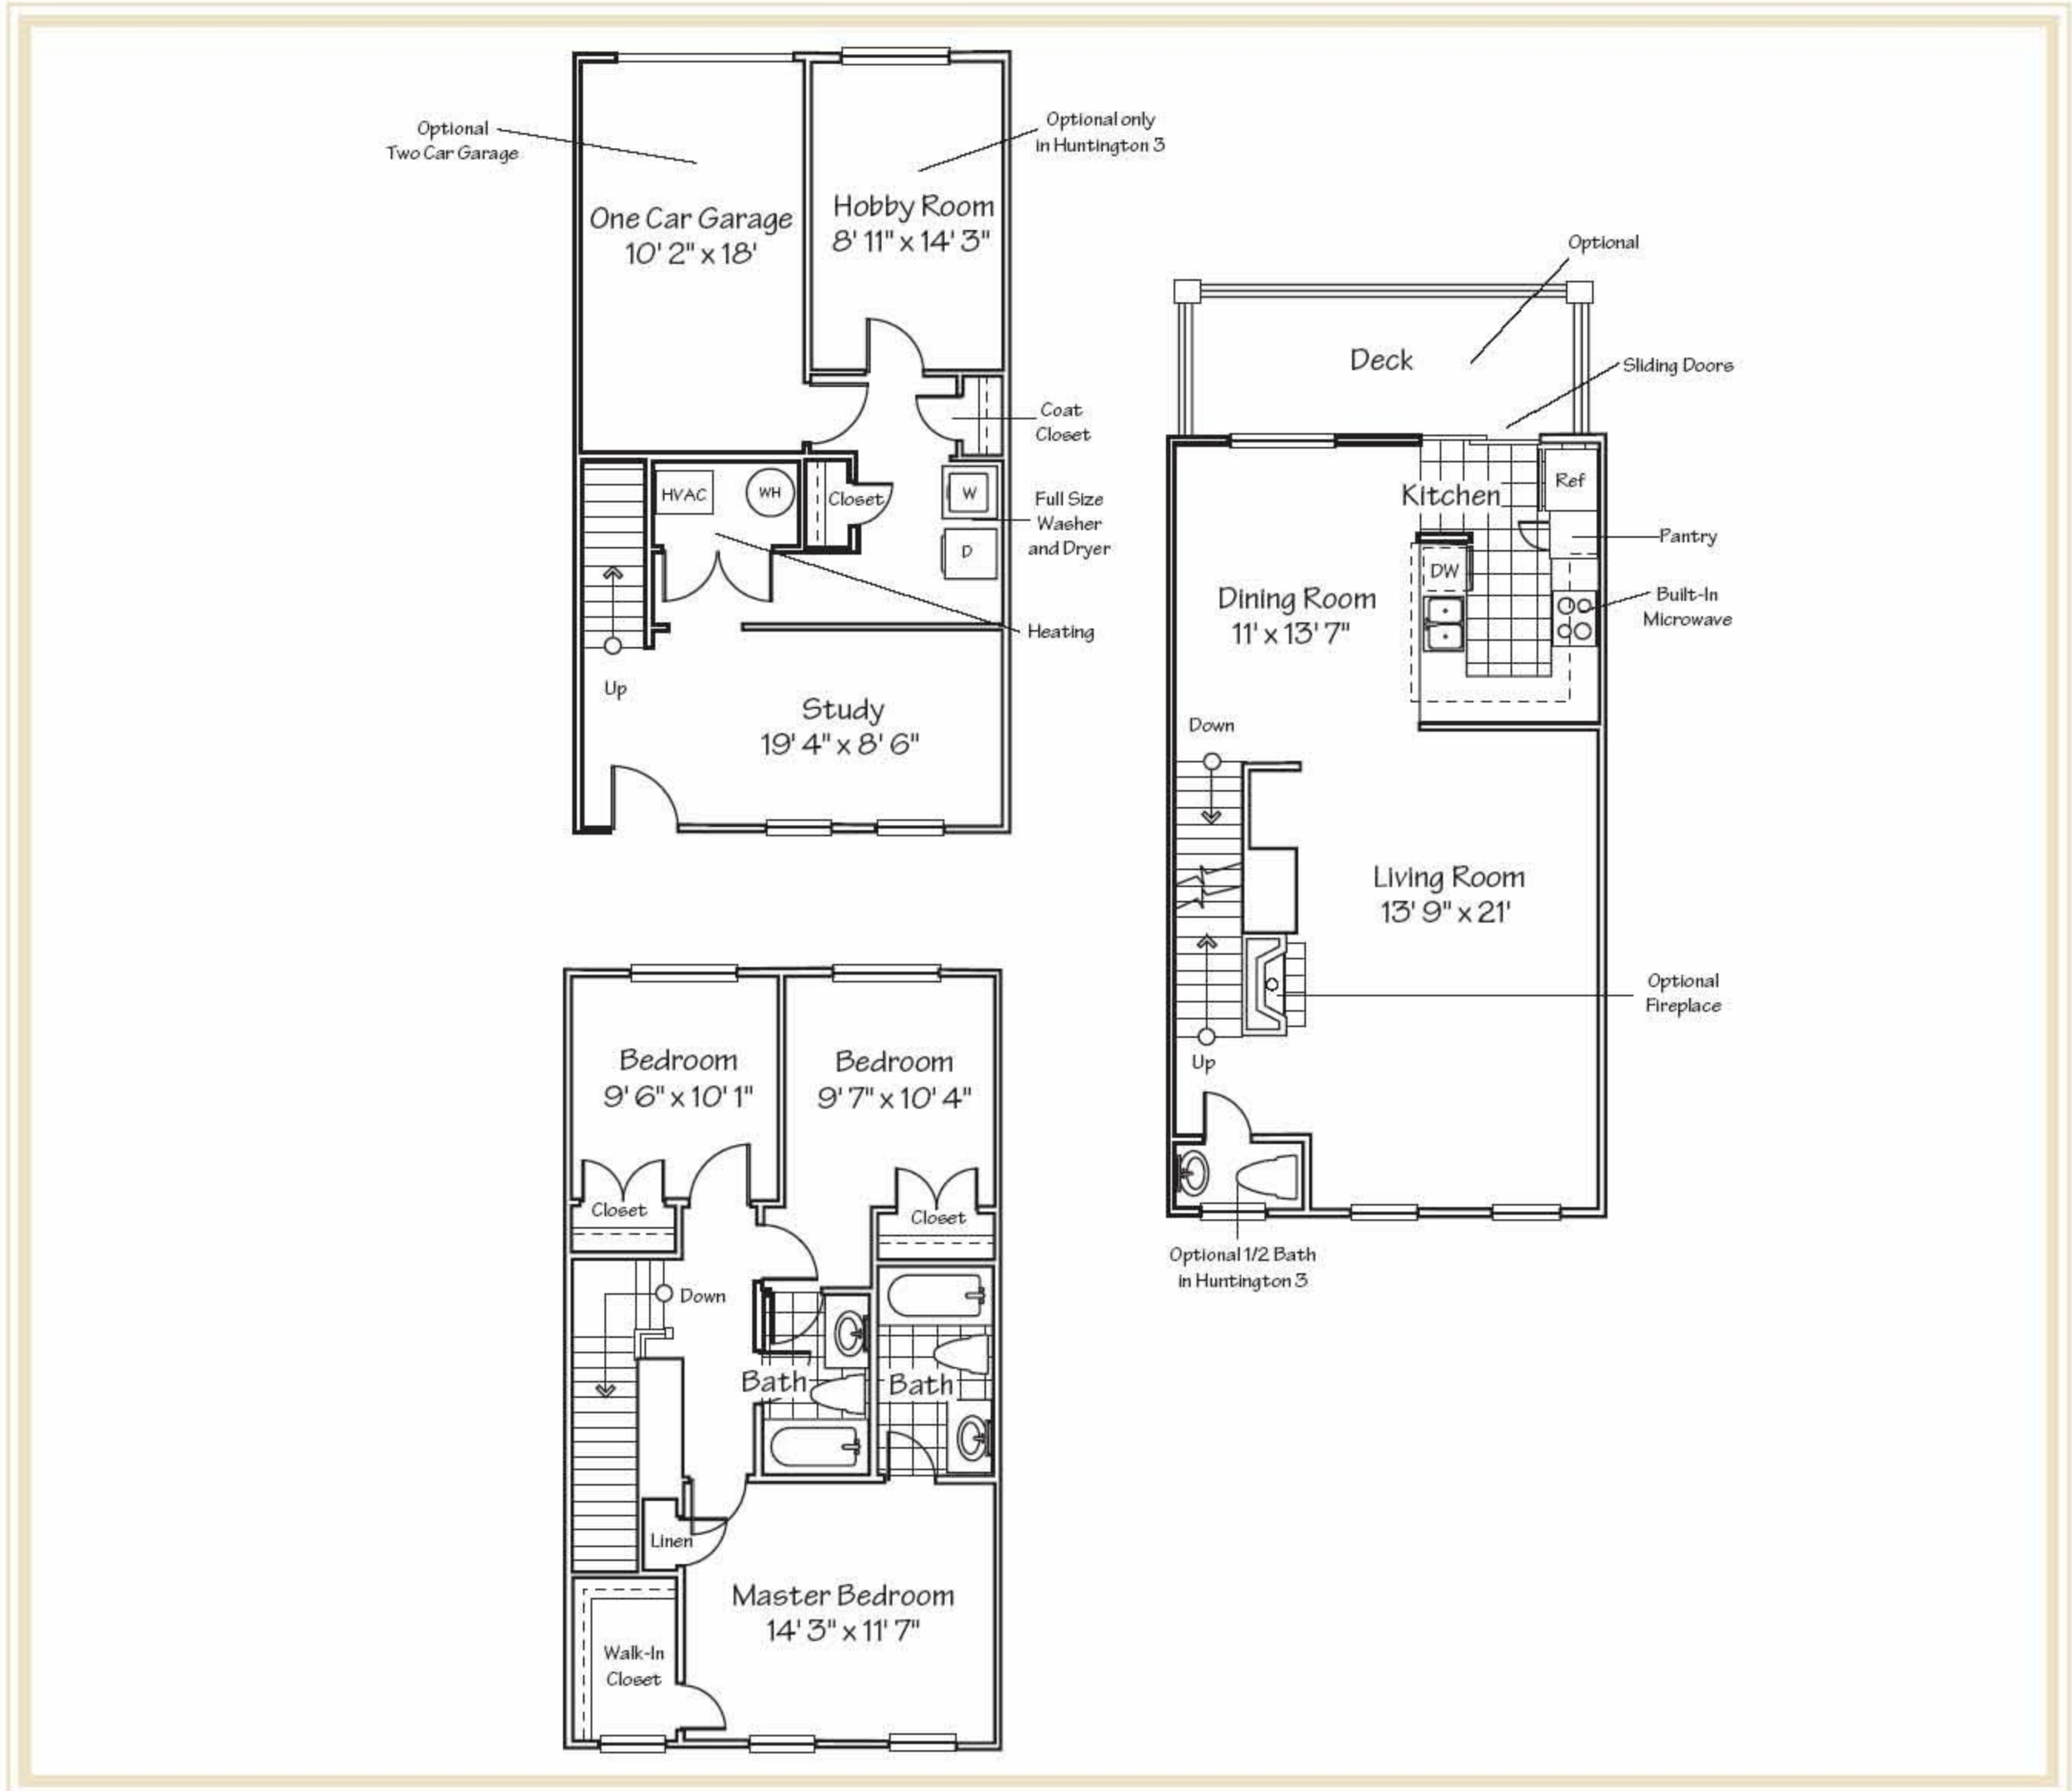 Optional
Two Car Garage
One Car Garage
10' 2" x 18'
Optional only
in Huntington 3
Hobby Room
8' 11" x 14' 3"
Coat
Closet
HVAC
WH
Closet
W
D
Full Size
Washer
and Dryer
Heating
Up
Study
19' 4" x 8' 6"
Optional
Deck
Sliding Doors
Kitchen
Ref
Pantry
DW
Built-In
Microwave
Dining Room
11' x 13' 7"
Down
Living Room
13' 9" x 21'
Optional
Fireplace
Up
Optional 1/2 Bath
in Huntington 3
Bedroom
9' 6" x 10' 1"
Bedroom
9' 7" x 10' 4"
Closet
Closet
Down
Bath
Bath
Linen
Master Bedroom
14' 3" x 11' 7"
Walk-In
Closet